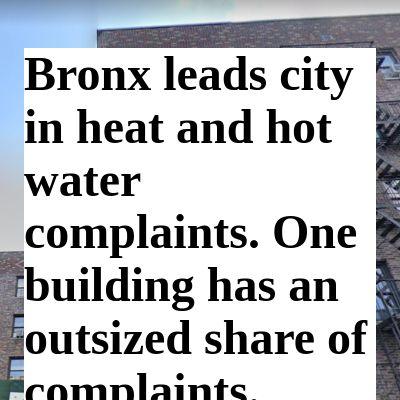 Bronx leads city
in heat and hot
water
complaints. One
building has an
outsized share of
complaints.